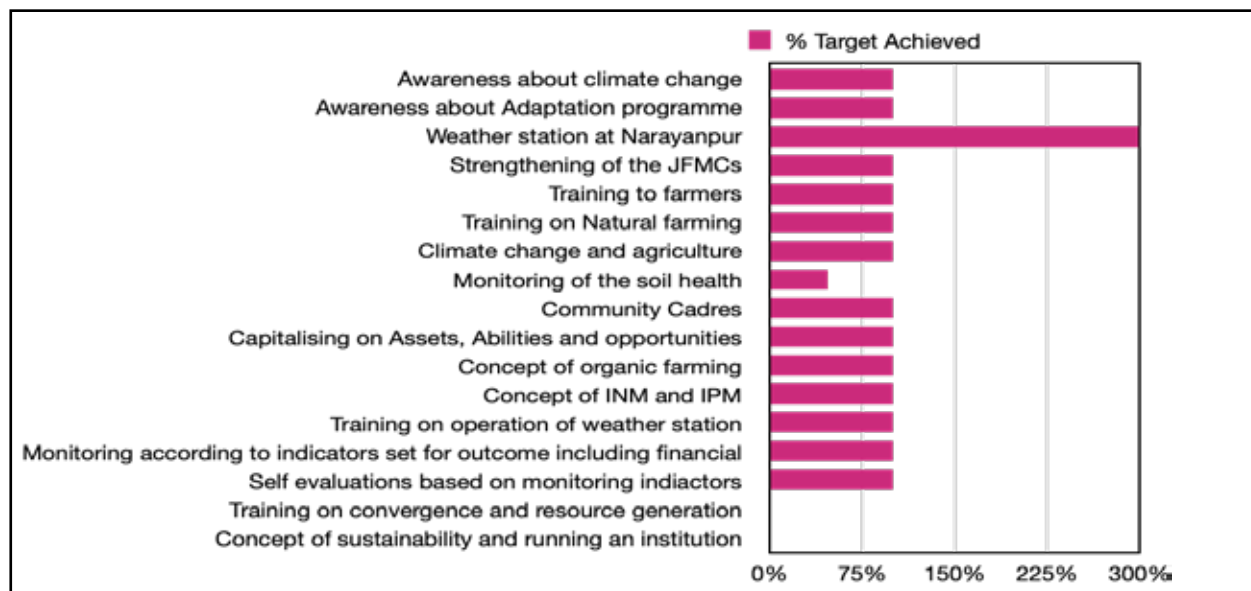 % Target Achieved
Awareness about climate change
Awareness about Adaptation programme
Weather station at Narayanpur
Strengthening of the JFMCs
Training to farmers
Training on Natural farming
Climate change and agriculture
Monitoring of the soil health
Community Cadres
Capitalising on Assets, Abilities and opportunities
Concept of organic farming
Concept of INM and IPM
Training on operation of weather station
Monitoring according to indicators set for outcome including financial
Self evaluations based on monitoring indiactors
Training on convergence and resource generation
Concept of sustainability and running an institution
0% 75% 150% 225% 300%